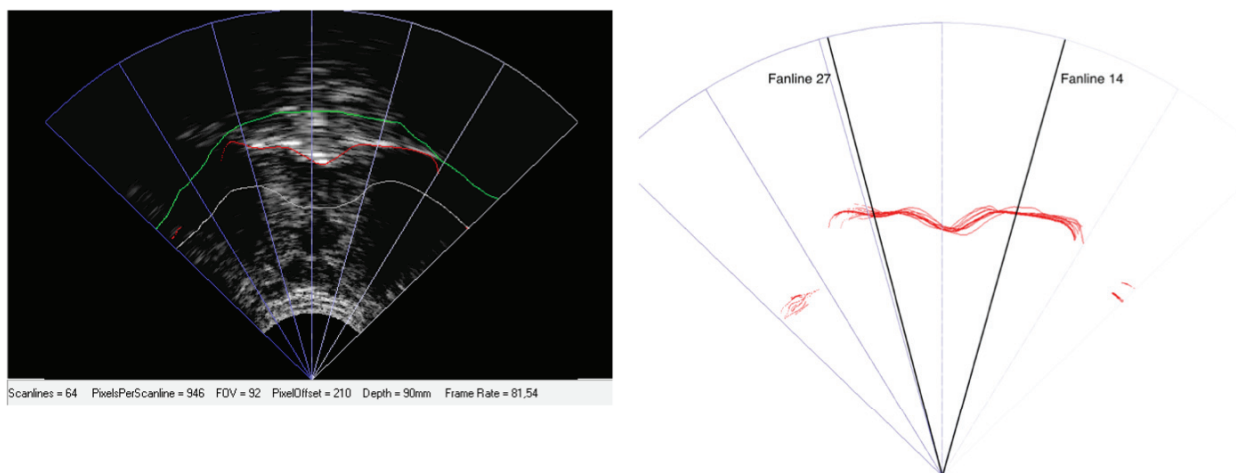 Fanline 27
Fanline 14
Scanlines = 64 PixelsPerScanline = 946 FOV = 92 PixelOffset = 210 Depth = 90mm Frame Rate = 81,54